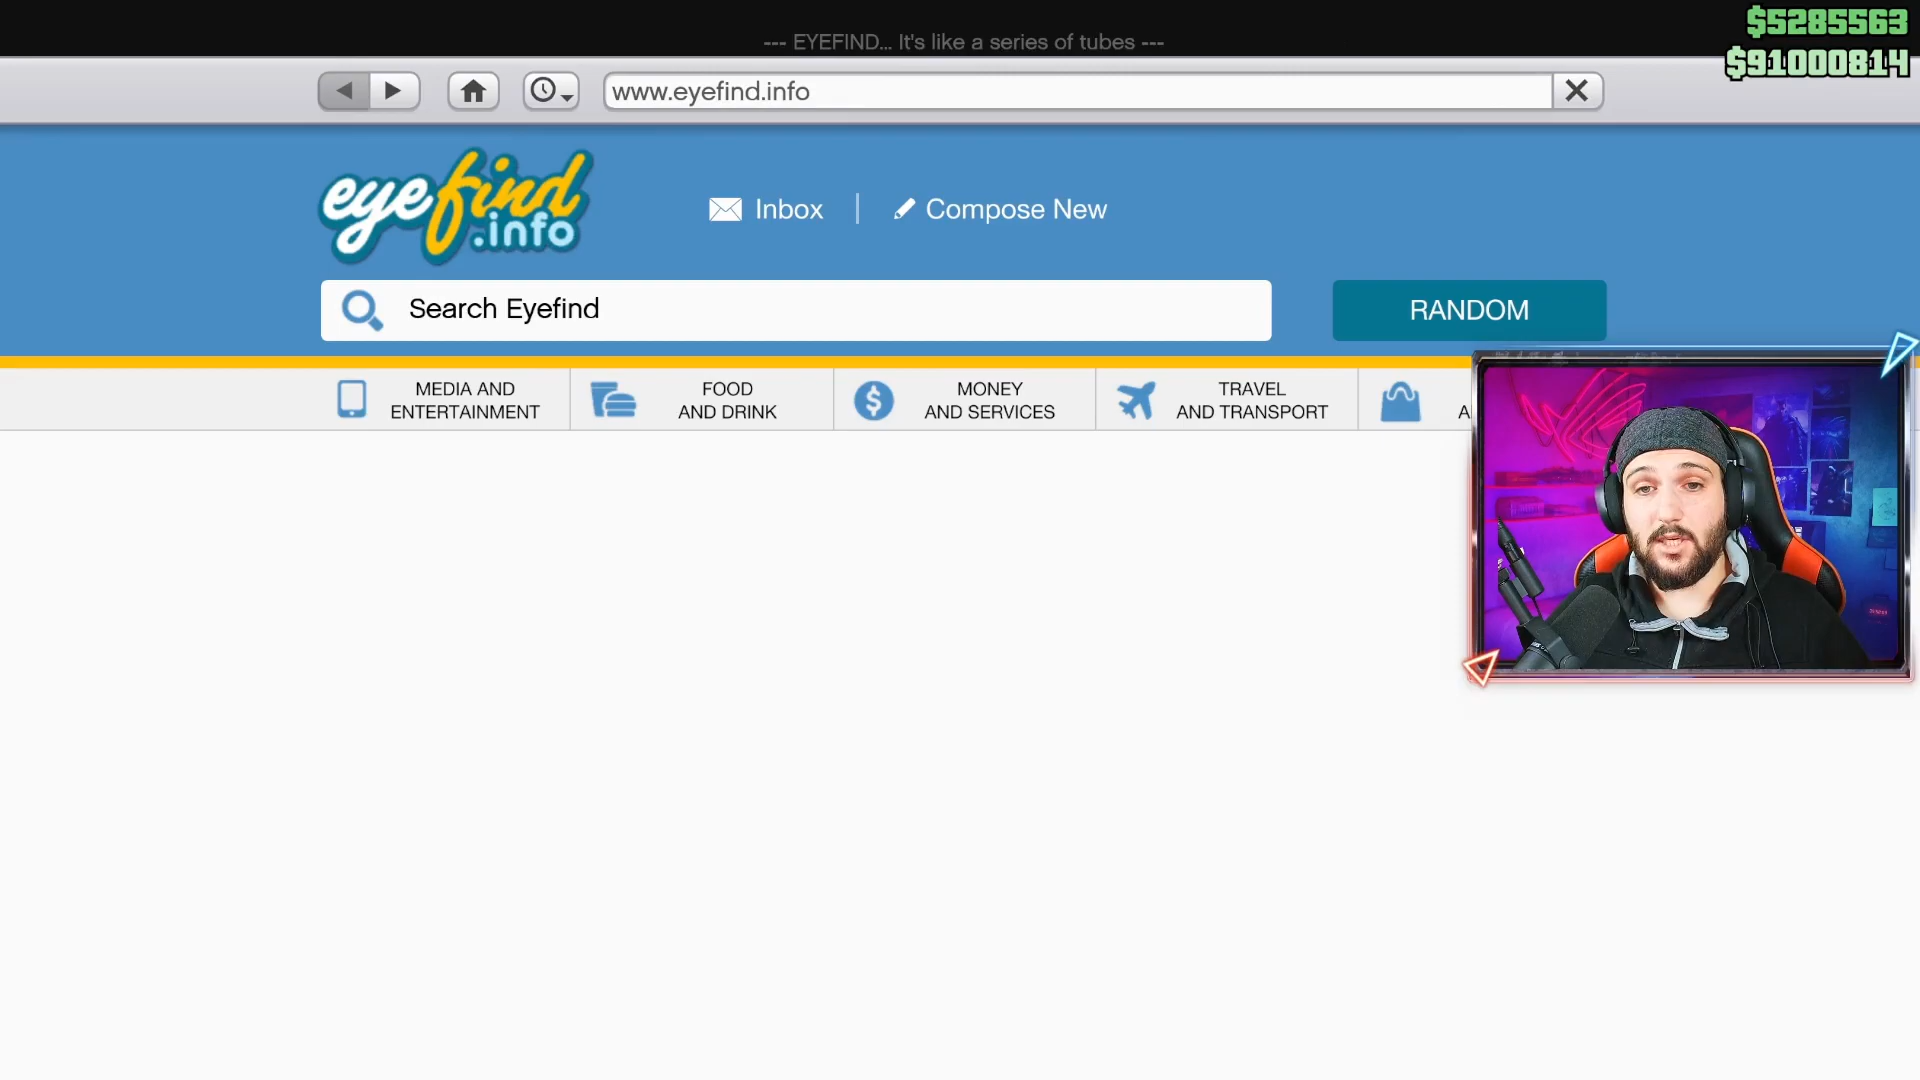 --- EYEFIND... It's like a series of tubes ---
$5285563
$91000814
www.eyefind.info
eyefind
.info
Inbox
Compose New
Search Eyefind
RANDOM
MEDIA AND
ENTERTAINMENT
FOOD
AND DRINK
MONEY
AND SERVICES
TRAVEL
AND TRANSPORT
A